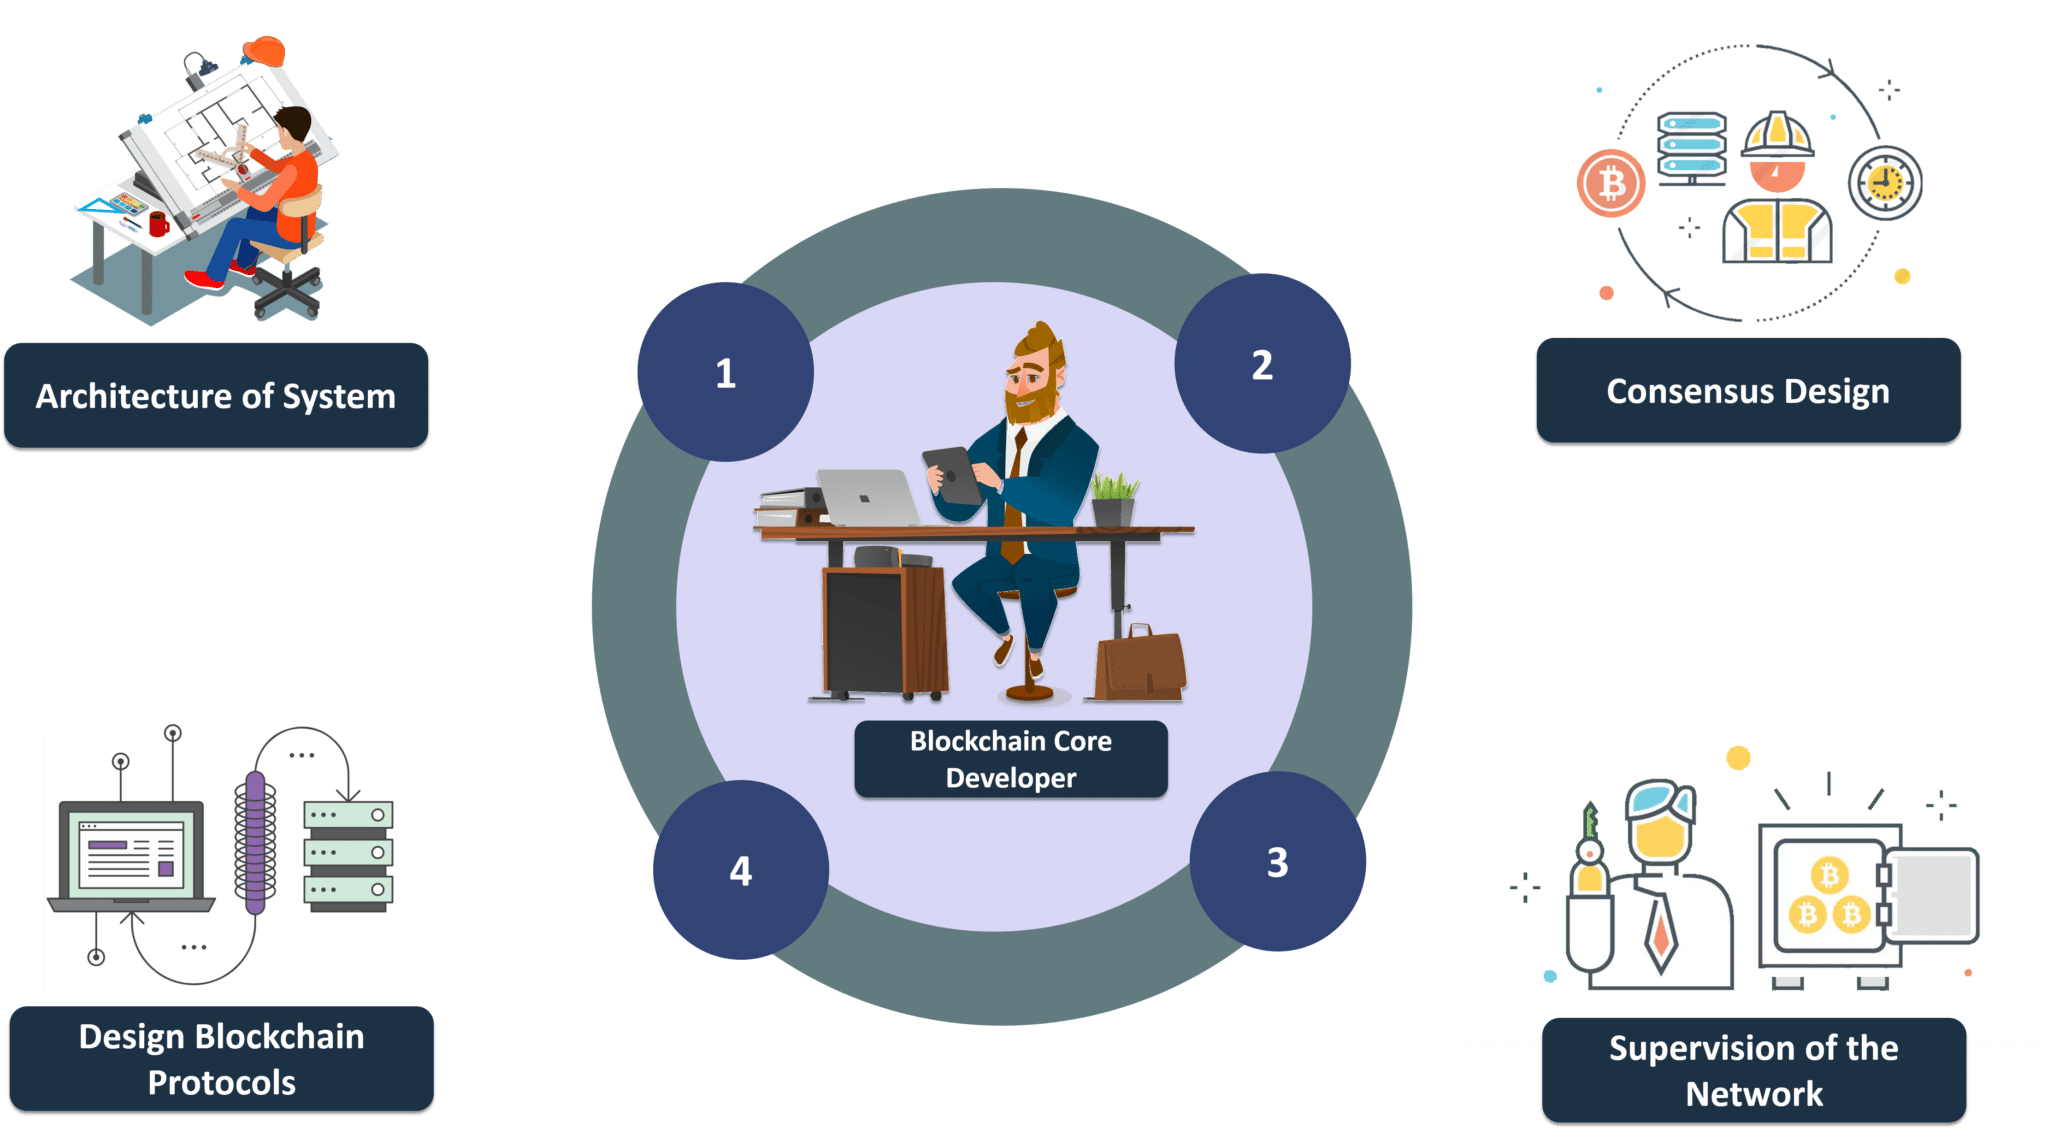 Architecture of System
1
2
Consensus Design
Blockchain Core
Developer
4
3
Design Blockchain
Protocols
Supervision of the
Network